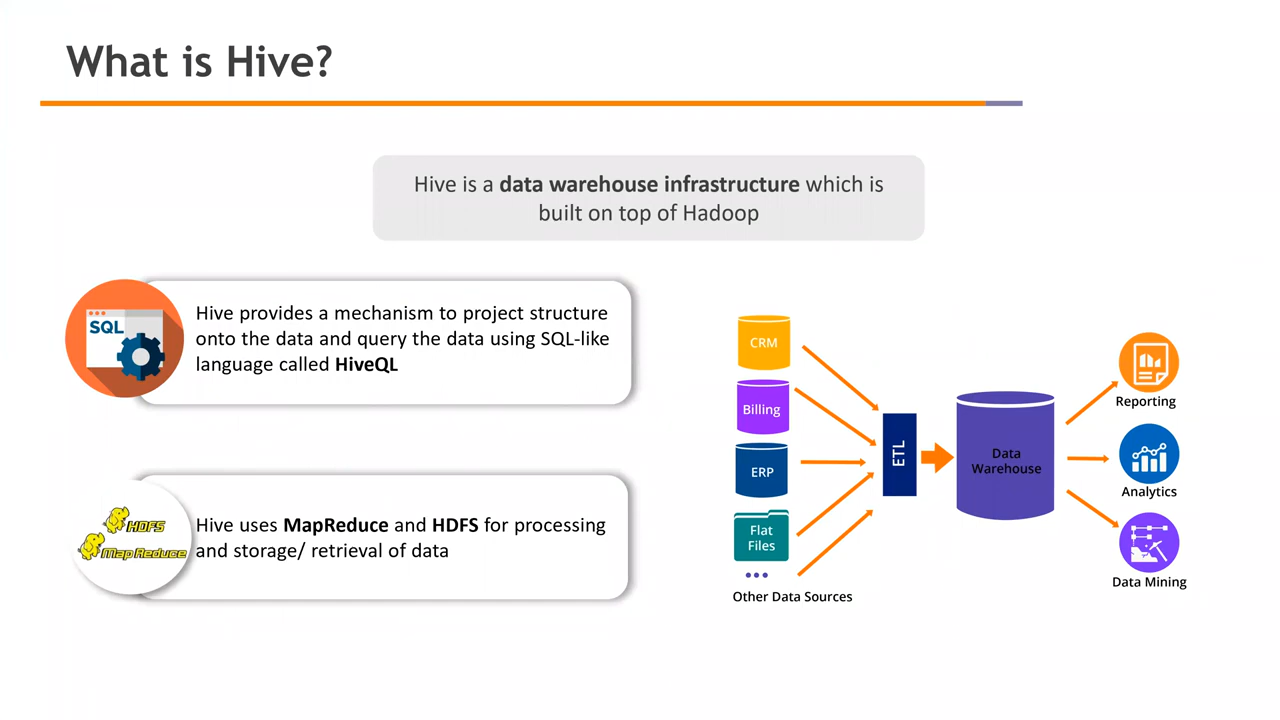 What is Hive?
Hive is a data warehouse infrastructure which is
built on top of Hadoop
SQL
Hive provides a mechanism to project structure
onto the data and query the data using SQL-like
language called HiveQL
HDFS
Map Reduce
Hive uses MapReduce and HDFS for processing
and storage/ retrieval of data
CRM
Billing
ERP
Flat
Files
Other Data Sources
ETL
Data
Warehouse
Reporting
Analytics
Data Mining